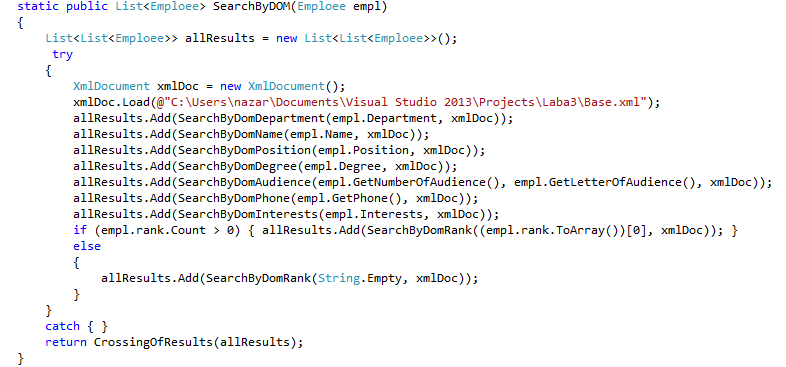 static public List<Emploee> SearchByDOM(Emploee empl)
{
List<List<Emploee>> allResults = new List<List<Emploee>>();
try
{
XmlDocument xmlDoc = new XmlDocument();
xmlDoc.Load(@"C:\Users\nazar\Documents\Visual Studio 2013\Projects\Laba3\Base.xml");
allResults.Add(SearchByDomDepartment(empl.Department, xmlDoc));
allResults.Add(SearchByDomName(empl.Name, xmlDoc));
allResults.Add(SearchByDomPosition(empl.Position, xmlDoc));
allResults.Add(SearchByDomDegree(empl.Degree, xmlDoc));
allResults.Add(SearchByDomAudience(empl.GetNumberOfAudience(), empl.GetLetterOfAudience(), xmlDoc));
allResults.Add(SearchByDomPhone(empl.GetPhone(), xmlDoc));
allResults.Add(SearchByDomInterests(empl.Interests, xmlDoc));
if (empl.rank.Count > 0) { allResults.Add(SearchByDomRank((empl.rank.ToArray())[0], xmlDoc)); }
else
{
allResults.Add(SearchByDomRank(String.Empty, xmlDoc));
}
}
catch { }
return CrossingOfResults(allResults);
}